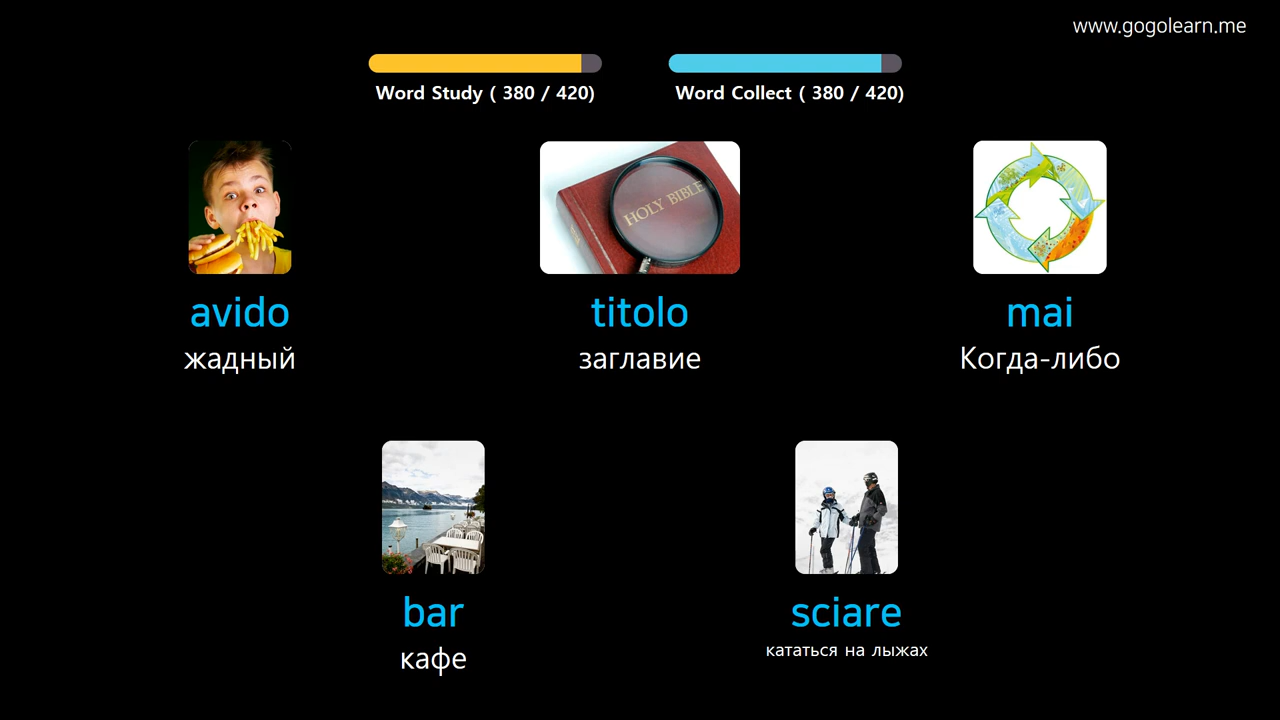 www.gogolearn.me
Word Study ( 380 / 420)
Word Collect ( 380 / 420)
HOLY BIBLE
avido
жадный
titolo
заглавие
mai
Когда-либо
bar
кафе
sciare
кататься на лыжах